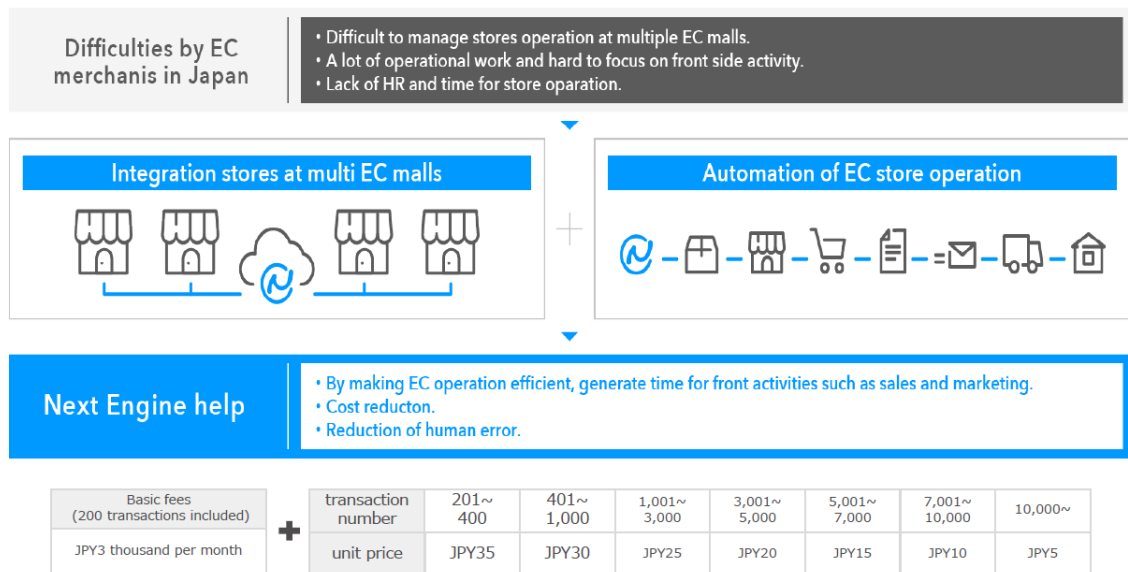 Difficulties by EC
merchanis in Japan
• Difficult to manage stores operation at multiple EC malls.
• A lot of operational work and hard to focus on front side activity.
• Lack of HR and time for store oparation.
Integration stores at multi EC malls
Automation of EC store operation
Next Engine help
• By making EC operation efficient, generate time for front activities such as sales and marketing.
• Cost reducton.
• Reduction of human error.
Basic fees
(200 transactions included)
JPY3 thousand per month
transaction
number
201~
400
401~
1,000
1,001~
3,000
3,001~
5,000
5,001~
7,000
7,001~
10,000
10,000~
unit price
JPY35
JPY30
JPY25
JPY20
JPY15
JPY10
JPY5